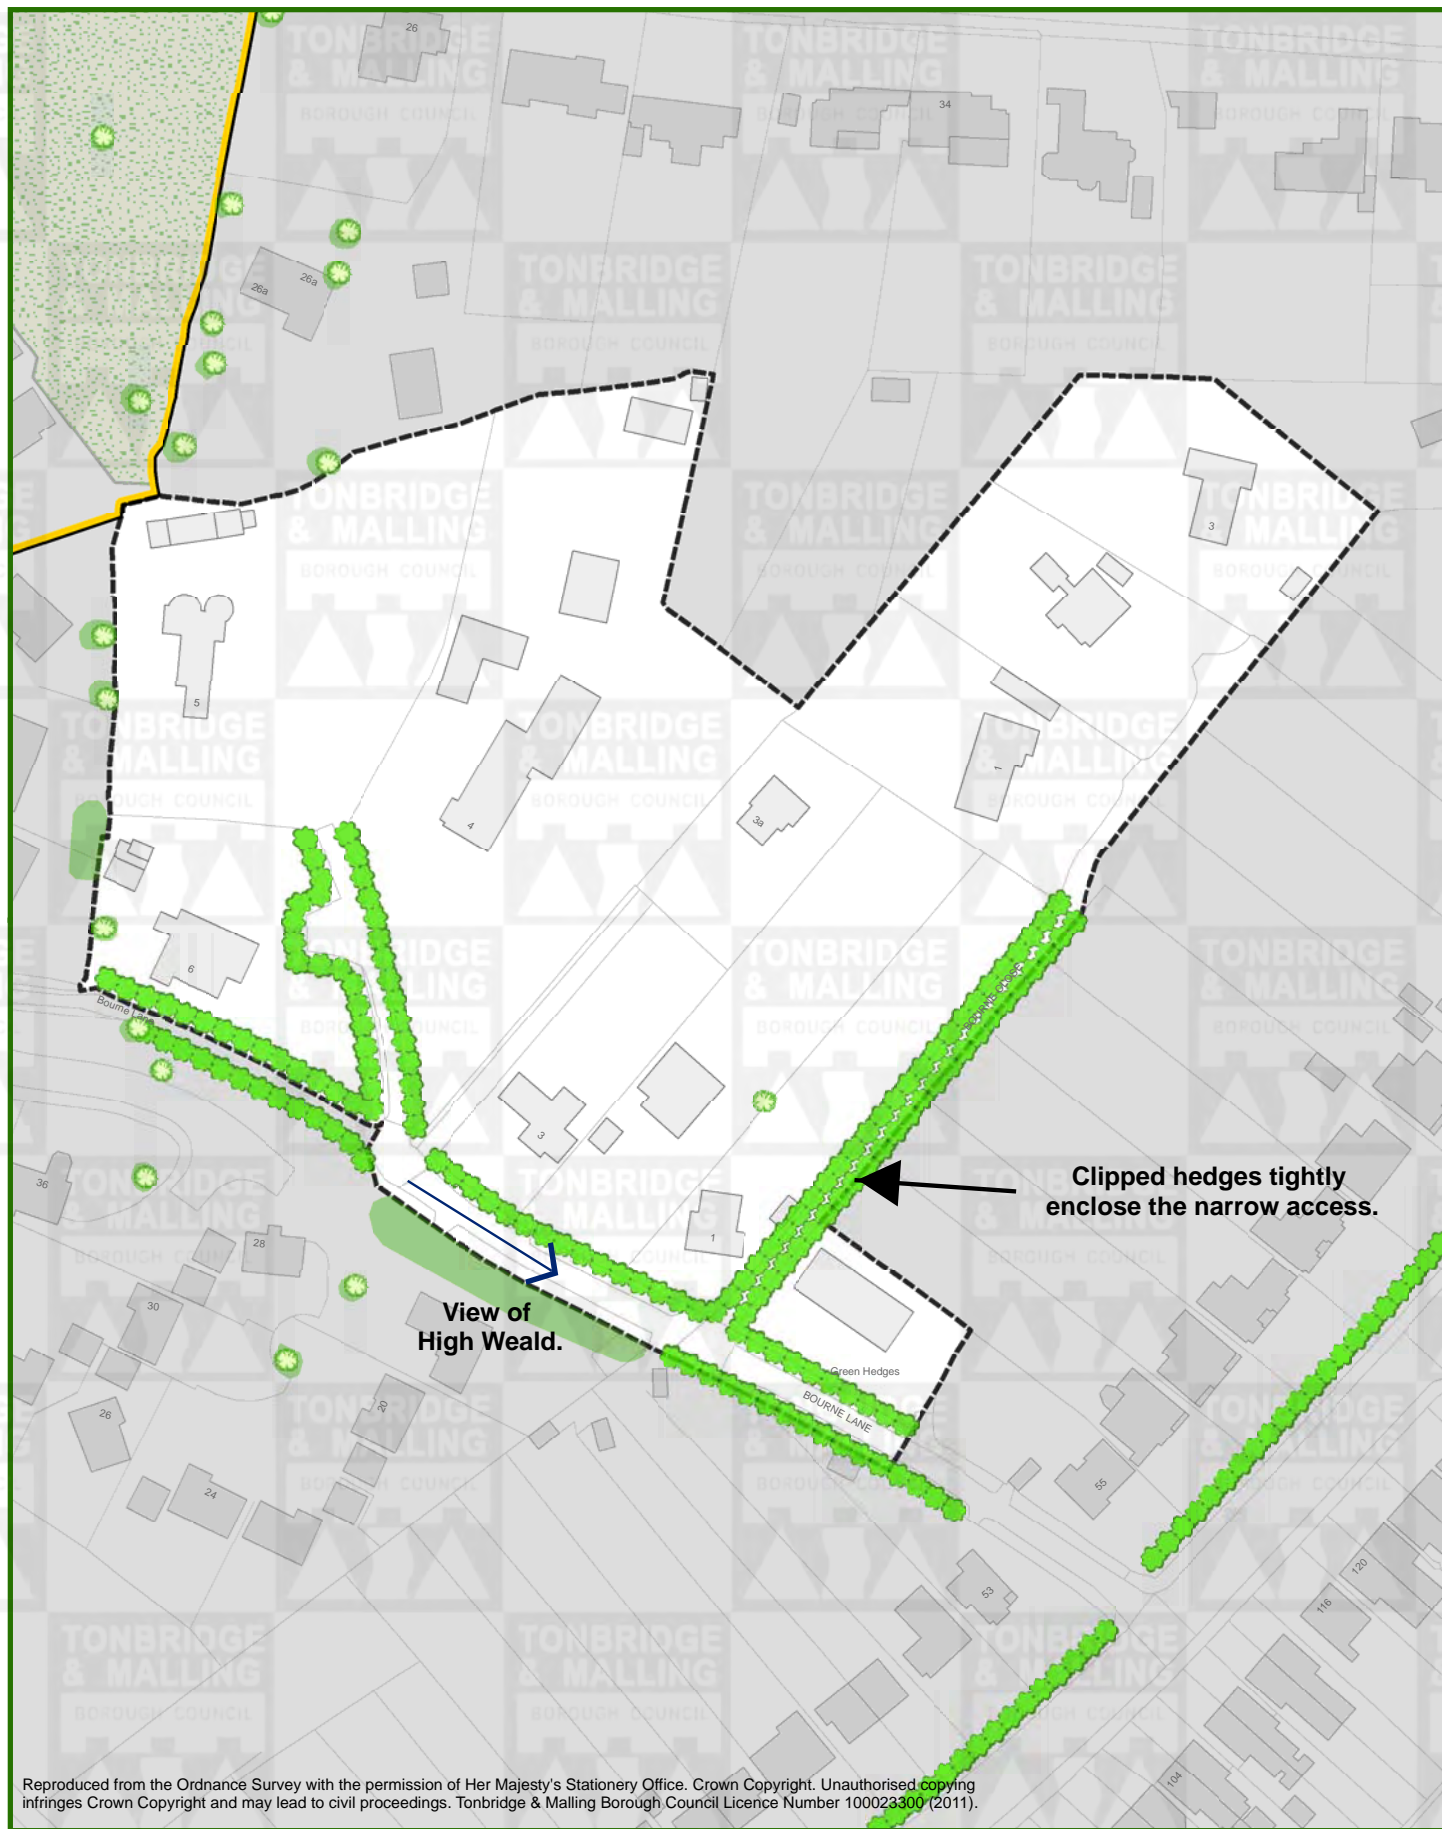 26
34
26a
26a
3
5
1
3a
4
6
Bourne Lane
BOURNE CLOSE
3
36
Clipped hedges tightly
enclose the narrow access.
1
28
30
View of
High Weald.
Green Hedges
BOURNE LANE
26
20
24
55
53
120
116
104
Reproduced from the Ordnance Survey with the permission of Her Majesty's Stationery Office. Crown Copyright. Unauthorised copying
infringes Crown Copyright and may lead to civil proceedings. Tonbridge & Malling Borough Council Licence Number 100023300 (2011).
TONBRIDGE
& MALLING
BOROUGH COUNCIL